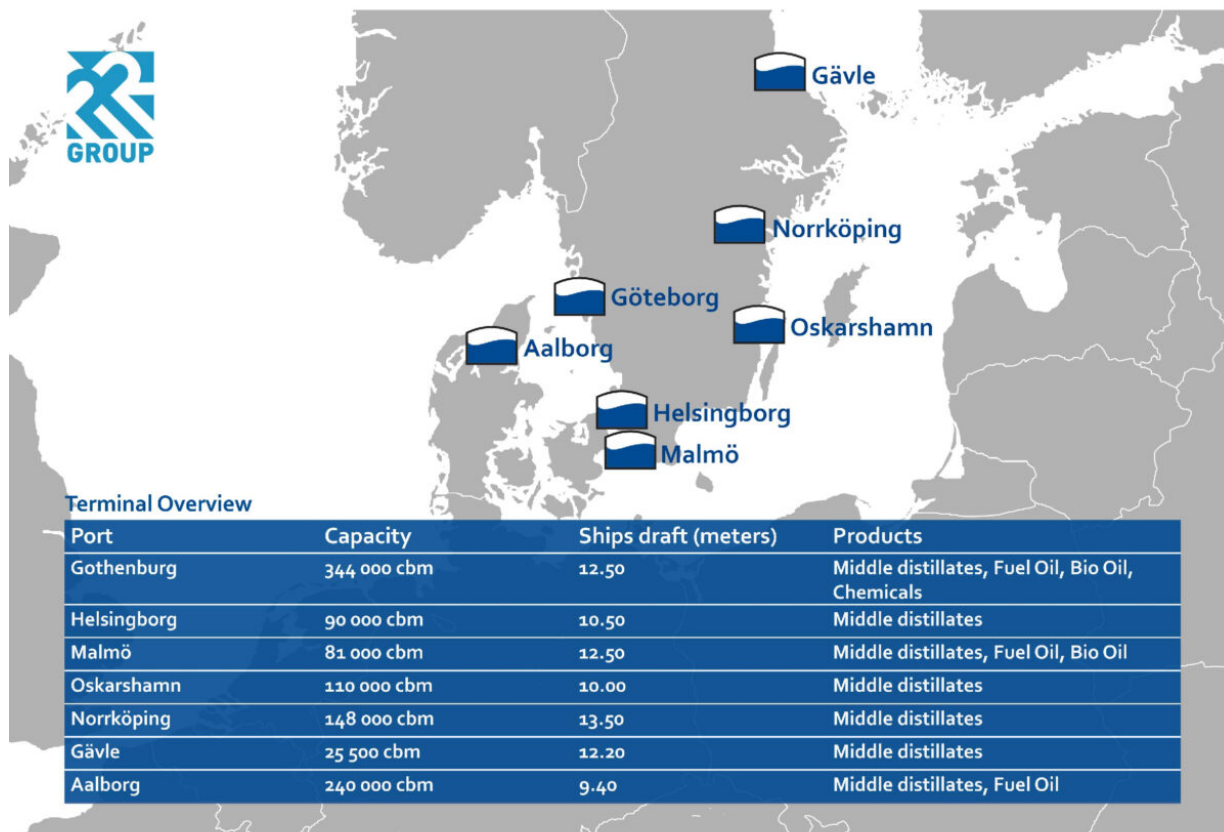 GROUP
Gävle
Norrköping
Göteborg
Oskarshamn
Aalborg
Helsingborg
Malmö
Terminal Overview
Port Capacity Ships draft (meters) Products
Gothenburg 344 000 cbm 12.50 Middle distillates, Fuel Oil, Bio Oil,
Chemicals
Helsingborg 90 000 cbm 10.50 Middle distillates
Malmö 81 000 cbm 12.50 Middle distillates, Fuel Oil, Bio Oil
Oskarshamn 110 000 cbm 10.00 Middle distillates
Norrköping 148 000 cbm 13.50 Middle distillates
Gävle 25 500 cbm 12.20 Middle distillates
Aalborg 240 000 cbm 9.40 Middle distillates, Fuel Oil